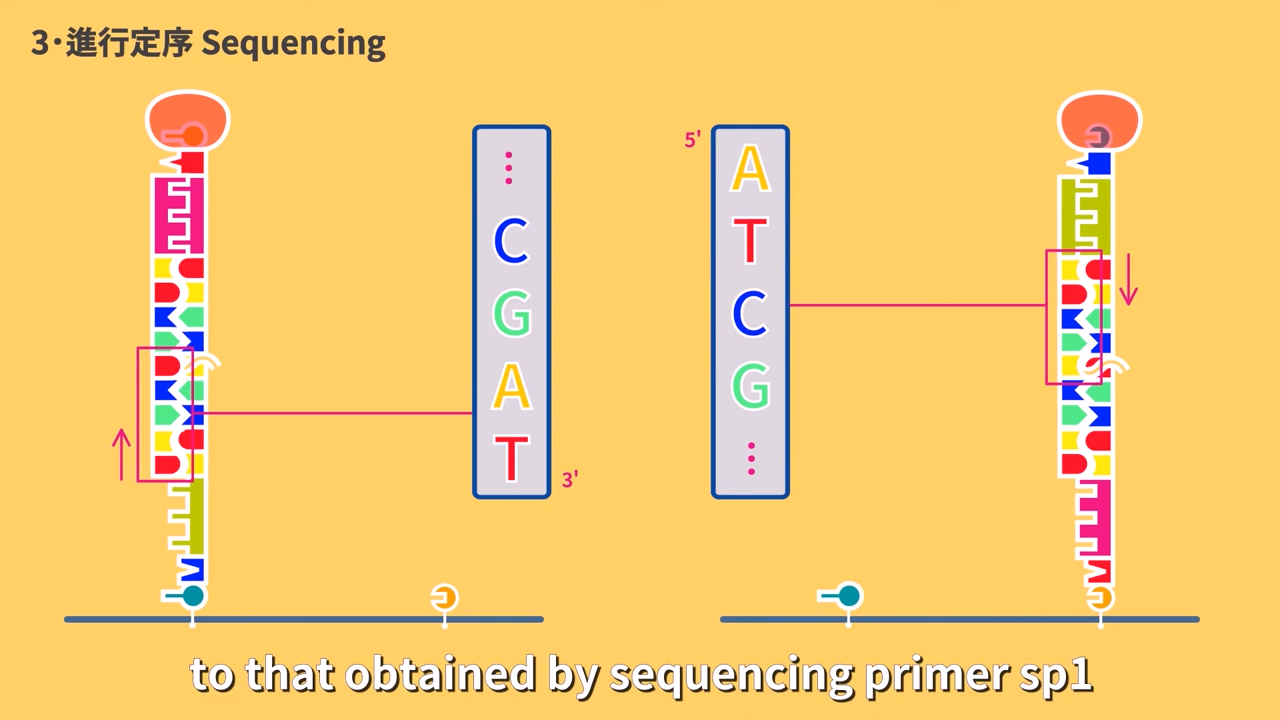 3·進行定序 Sequencing
C
G
A
T
3'
5'
A
T
C
G
to that obtained by sequencing primer sp1